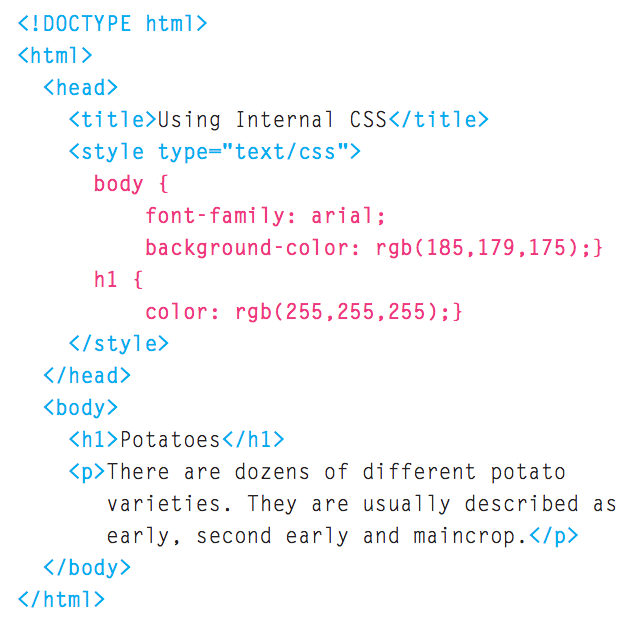 <!DOCTYPE html>
<html>
<head>
<title>Using Internal CSS</title>
<style type="text/css">
body {
font-family: arial;
background-color: rgb(185,179,175);}
h1 {
color: rgb(255,255,255);}
</style>
</head>
<body>
<h1>Potatoes</h1>
<p>There are dozens of different potato
varieties. They are usually described as
early, second early and maincrop.</p>
</body>
</html>